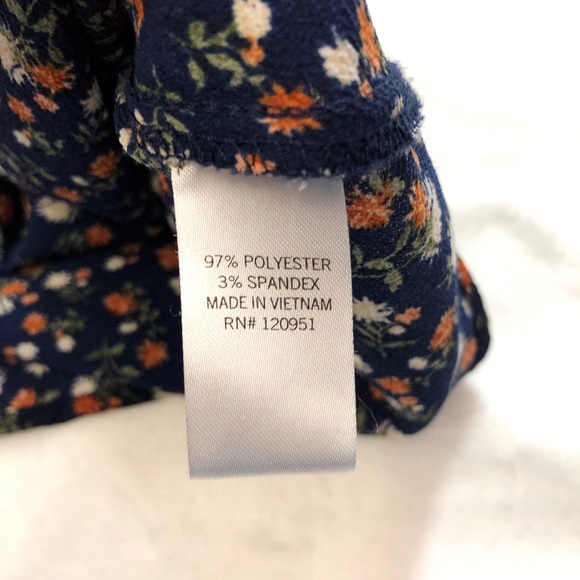 97% POLYESTER
3% SPANDEX
MADE IN VIETNAM
RN# 120951